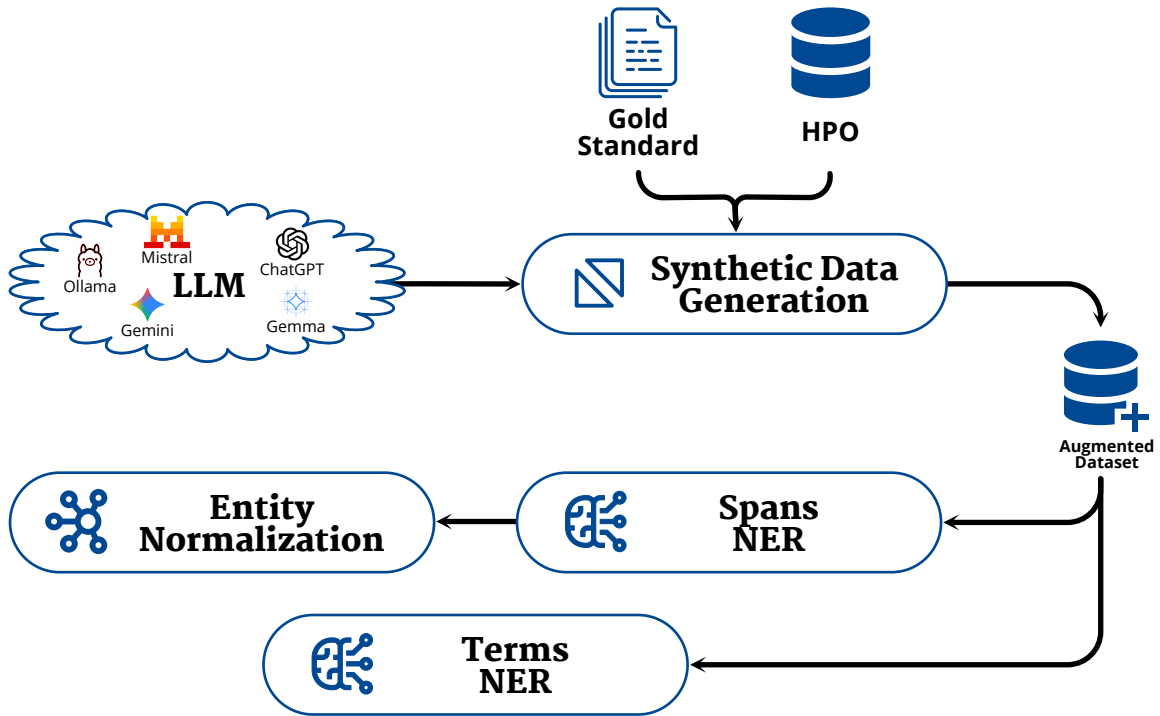 Gold
Standard
HPO
Mistral
Ollama
LLM
ChatGPT
Gemini
Gemma
Synthetic Data
Generation
Augmented
Dataset
Entity
Normalization
Spans
NER
Terms
NER